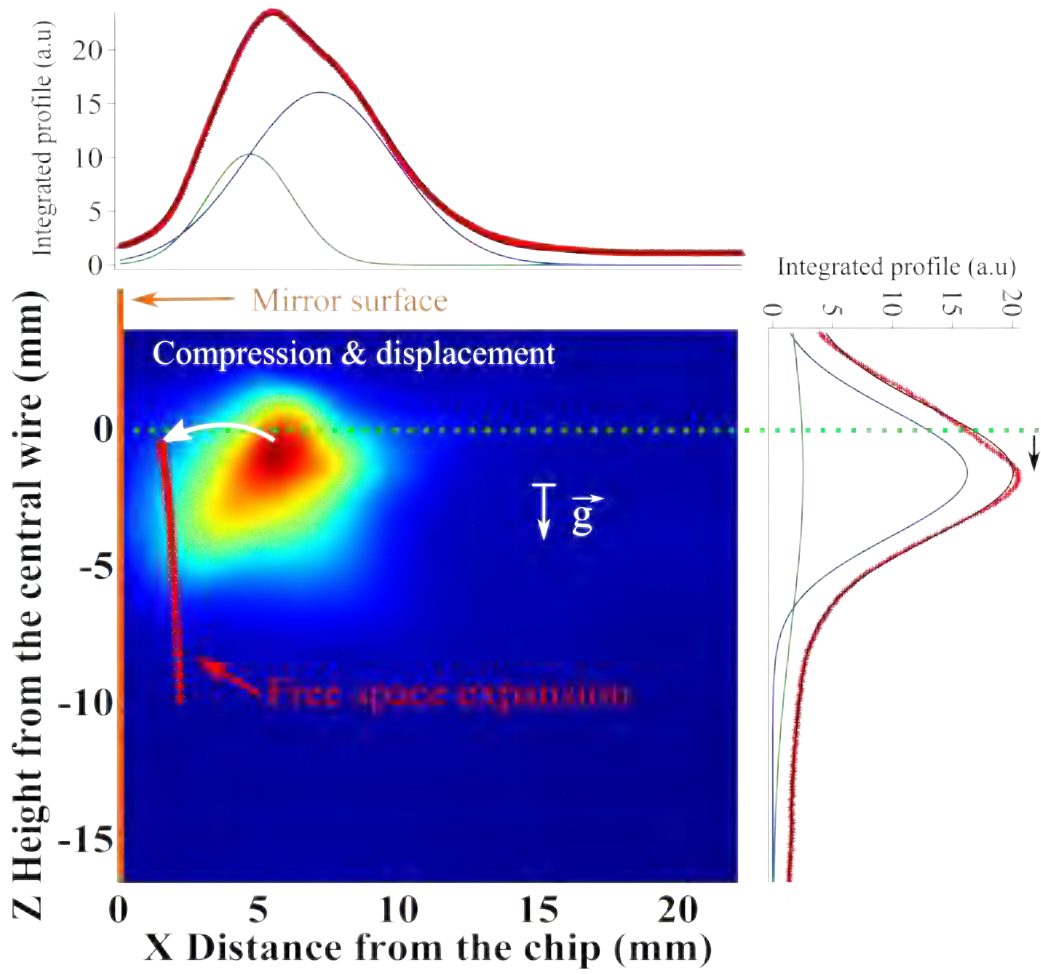 Integrated profile (a.u)
20
15
10
5
0
Integrated profile (a.u)
0
5
10
15
20
Mirror surface
Compression & displacement
Z Height from the central wire (mm)
0
-5
-10
-15
g
Free space expansion
0
5
10
15
20
X Distance from the chip (mm)